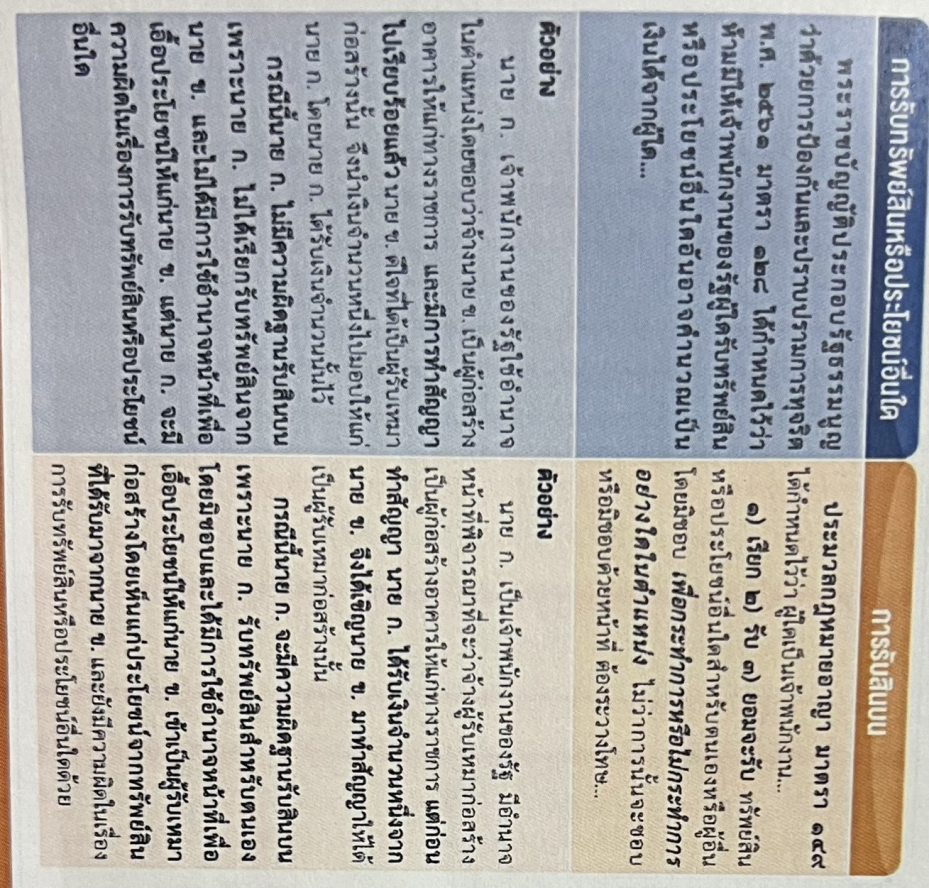 การรับทรัพย์สินหรือประโยชน์อื่นใด
พระราชบัญญัติประกอบรัฐธรรมนูญ
ว่าด้วยการป้องกันและปราบปรามการทุจริต
พ.ศ. ๒๕๖๑ มาตรา ๑๒๘ ได้กำหนดไว้ว่า
ห้ามมิให้เจ้าพนักงานของรัฐผู้ใดรับทรัพย์สิน
หรือประโยชน์อื่นใดอันอาจคำนวณเป็น
เงินได้จากผู้ใด...
ตัวอย่าง
นาย ก. เจ้าพนักงานของรัฐใช้อำนาจ
ในตำแหน่งโดยชอบว่าจ้างนาย ข. เป็นผู้ก่อสร้าง
อาคารให้แก่ทางราชการ และมีการทำสัญญา
ไปเรียบร้อยแล้ว นาย ข. ดีใจที่ได้เป็นผู้รับเหมา
ก่อสร้างนั้น จึงนำเงินจำนวนหนึ่งไปมอบให้แก่
นาย ก. โดยนาย ก. ได้รับเงินจำนวนนั้นไว้
กรณีนี้นาย ก. ไม่มีความผิดฐานรับสินบน
เพราะนาย ก. ไม่ได้เรียกรับทรัพย์สินจาก
นาย ข. และไม่ได้มีการใช้อำนาจหน้าที่เพื่อ
เอื้อประโยชน์ให้แก่นาย ข. แต่นาย ก. จะมี
ความผิดในเรื่องการรับทรัพย์สินหรือประโยชน์
อื่นใด
การรับสินบน
ประมวลกฎหมายอาญา มาตรา ๑๔๙
ได้กำหนดไว้ว่า ผู้ใดเป็นเจ้าพนักงาน...
๑) เรียก ๒) รับ ๓) ยอมจะรับ ทรัพย์สิน
หรือประโยชน์อื่นใดสำหรับตนเองหรือผู้อื่น
โดยมิชอบ เพื่อกระทำการหรือไม่กระทำการ
อย่างใดในตำแหน่ง ไม่ว่าการนั้นจะชอบ
หรือมิชอบด้วยหน้าที่ ต้องระวางโทษ...
ตัวอย่าง
นาย ก. เป็นเจ้าพนักงานของรัฐ มีอำนาจ
หน้าที่พิจารณาที่จะว่าจ้างผู้รับเหมาก่อสร้าง
เป็นผู้ก่อสร้างอาคารให้แก่ทางราชการ แต่ก่อน
ทำสัญญา นาย ก. ได้รับเงินจำนวนหนึ่งจาก
นาย ข. จึงได้เชิญนาย ข. มาทำสัญญาให้ได้
เป็นผู้รับเหมาก่อสร้างนั้น
กรณีนี้นาย ก. จะมีความผิดฐานรับสินบน
เพราะนาย ก. รับทรัพย์สินสำหรับตนเอง
โดยมิชอบและได้มีการใช้อำนาจหน้าที่เพื่อ
เอื้อประโยชน์ให้แก่นาย ข. เข้าเป็นผู้รับเหมา
ก่อสร้างโดยเห็นแก่ประโยชน์จากทรัพย์สิน
ที่ได้รับมาจากนาย ข. และยังมีความผิดในเรื่อง
การรับทรัพย์สินหรือประโยชน์อื่นใดด้วย